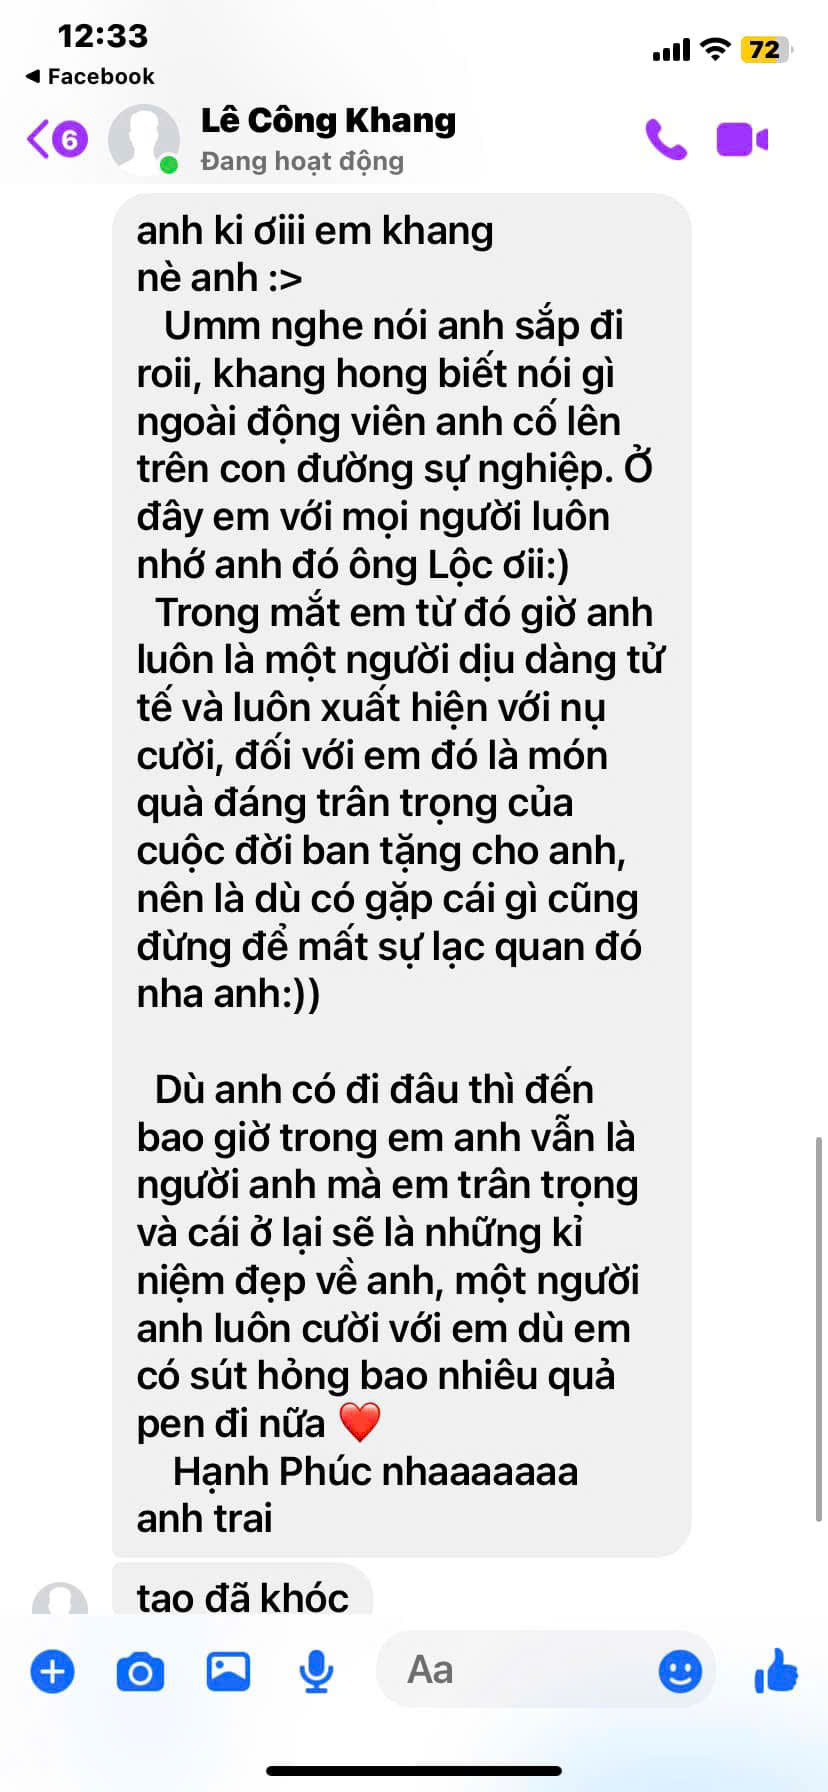 12:33
72
◀ Facebook
6
Lê Công Khang
Đang hoạt động
anh ki ơiii em khang
nè anh :>
Umm nghe nói anh sắp đi
roii, khang hong biết nói gì
ngoài động viên anh cố lên
trên con đường sự nghiệp. Ở
đây em với mọi người luôn
nhớ anh đó ông Lộc ơii:)
Trong mắt em từ đó giờ anh
luôn là một người dịu dàng tử
tế và luôn xuất hiện với nụ
cười, đối với em đó là món
quà đáng trân trọng của
cuộc đời ban tặng cho anh,
nên là dù có gặp cái gì cũng
đừng để mất sự lạc quan đó
nha anh:))
Dù anh có đi đâu thì đến
bao giờ trong em anh vẫn là
người anh mà em trân trọng
và cái ở lại sẽ là những kỉ
niệm đẹp về anh, một người
anh luôn cười với em dù em
có sút hỏng bao nhiêu quả
pen đi nữa ❤️
Hạnh Phúc nhaaaaaaa
anh trai
tao đã khóc
Aa